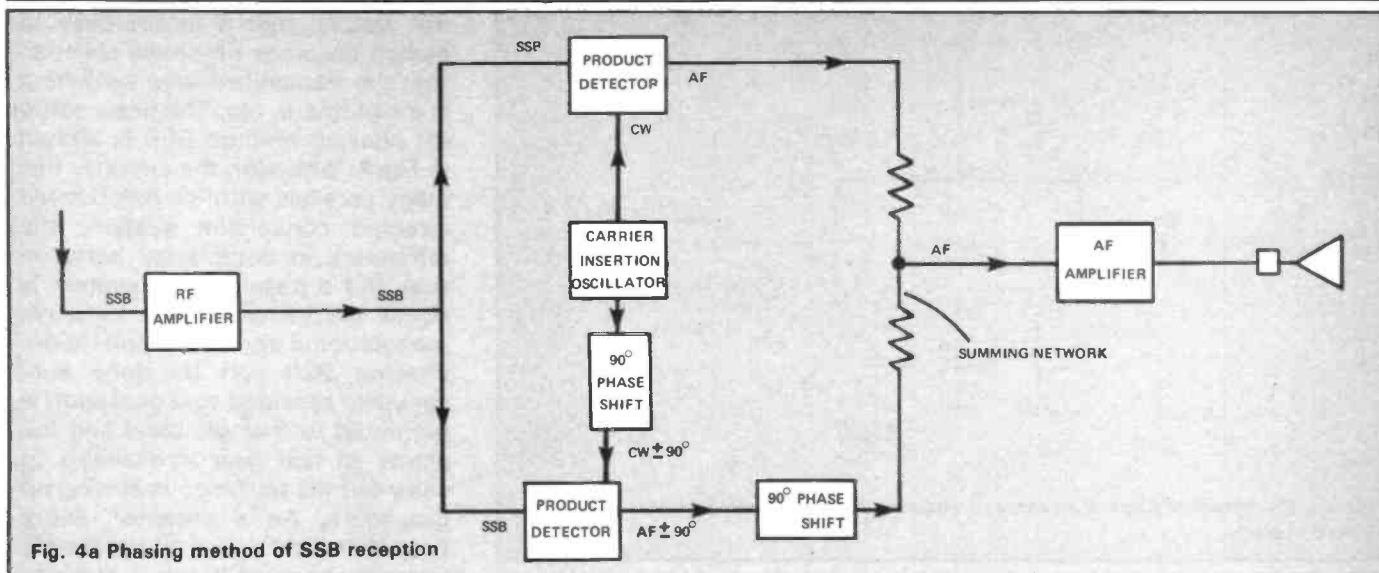 SSB
RF
AMPLIFIER
SSB
SSB
PRODUCT
DETECTOR
AF
CW
CARRIER
INSERTION
OSCILLATOR
90° PHASE
SHIFT
CW ± 90°
SSB
PRODUCT
DETECTOR
AF ± 90°
90° PHASE
SHIFT
AF
AF
AMPLIFIER
SUMMING NETWORK
Fig. 4a Phasing method of SSB reception